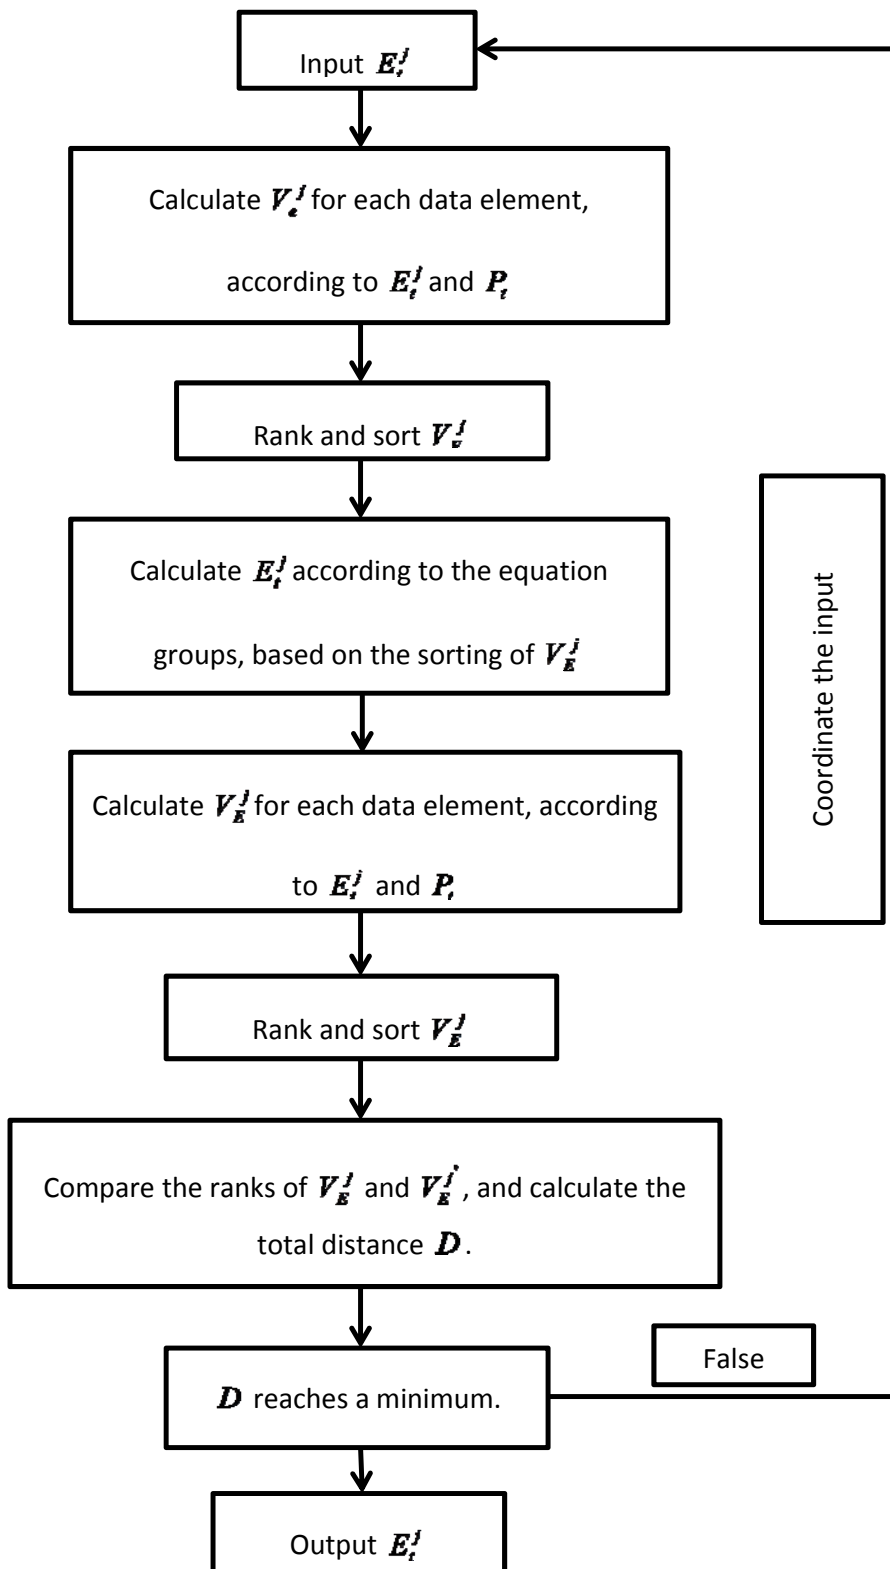 Input E_t^j
Calculate V_e^j for each data element,
according to E_t^j and P_t
Rank and sort V_E^j
Calculate E_t^j according to the equation
groups, based on the sorting of V_E^j
Calculate V_E^j for each data element, according
to E_t^j and P_t
Rank and sort V_E^j
Compare the ranks of V_E^j and V_E^{j'}, and calculate the
total distance D.
D reaches a minimum.
False
Output E_t^j
Coordinate the input